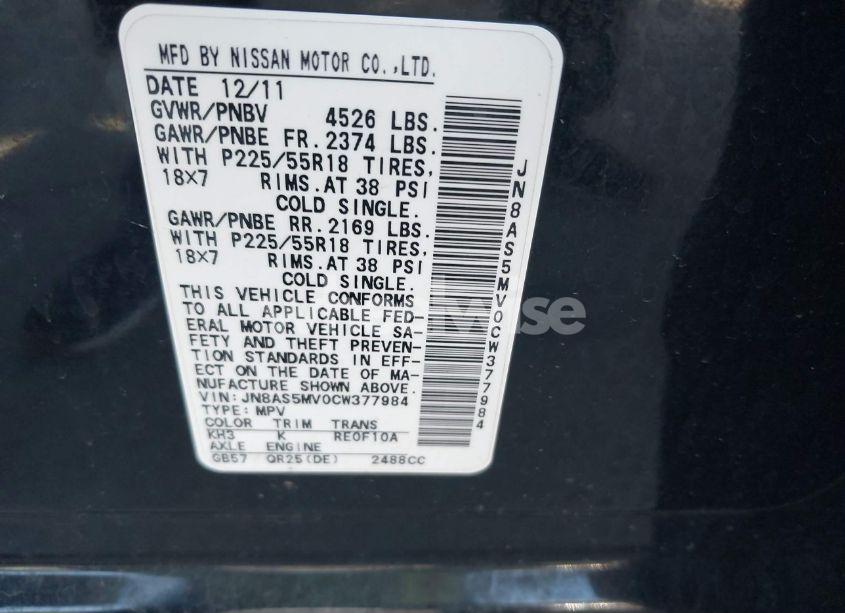 MFD BY NISSAN MOTOR CO.,LTD.
DATE 12/11
GVWR/PNBV 4526 LBS.
GAWR/PNBE FR. 2374 LBS.
WITH P225/55R18 TIRES,
18X7 RIMS.AT 38 PSI
COLD SINGLE.
GAWR/PNBE RR. 2169 LBS.
WITH P225/55R18 TIRES,
18X7 RIMS.AT 38 PSI
COLD SINGLE.
THIS VEHICLE CONFORMS
TO ALL APPLICABLE FED-
ERAL MOTOR VEHICLE SA-
FETY AND THEFT PREVEN-
TION STANDARDS IN EFF-
ECT ON THE DATE OF MA-
NUFACTURE SHOWN ABOVE.
VIN: JN8AS5MV0CW377984
TYPE: MPV
COLOR TRIM TRANS
KH3 K RE0F10A
AXLE ENGINE
GB57 QR25(DE) 2488CC
JN8AS5MV0CW377984